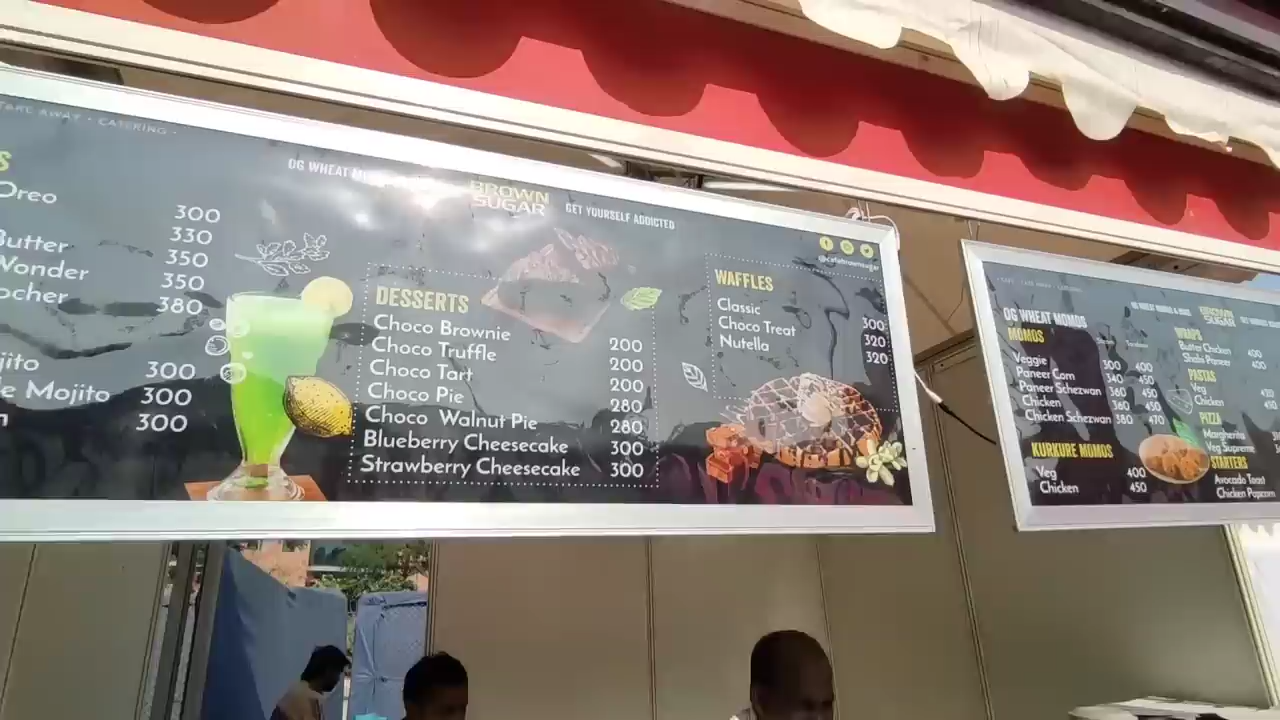 TAKE AWAY • CATERING •
Oreo
300
330
Butter 350
Wonder 350
ocher 380
jito 300
e Mojito 300
300
OG WHEAT
BROWN
SUGAR
GET YOURSELF ADDICTED
DESSERTS
Choco Brownie 200
Choco Truffle 200
Choco Tart 200
Choco Pie 280
Choco Walnut Pie 280
Blueberry Cheesecake 300
Strawberry Cheesecake 300
WAFFLES
Classic 300
Choco Treat 320
Nutella 320
OG WHEAT MOMOS
MOMOS
Veggie 300 400
Paneer Corn 340 450
Paneer Schezwan 360 450
Chicken 360 450
Chicken Schezwan 380 470
KURKURE MOMOS
Veg 400
Chicken 450
BROWN
SUGAR
WRAPS
Butter Chicken 400
Shahi Paneer 400
PASTAS
Veg
Chicken
PIZZA
Margherita
Veg Supreme
STARTERS
Avocado Toast
Chicken Popcorn